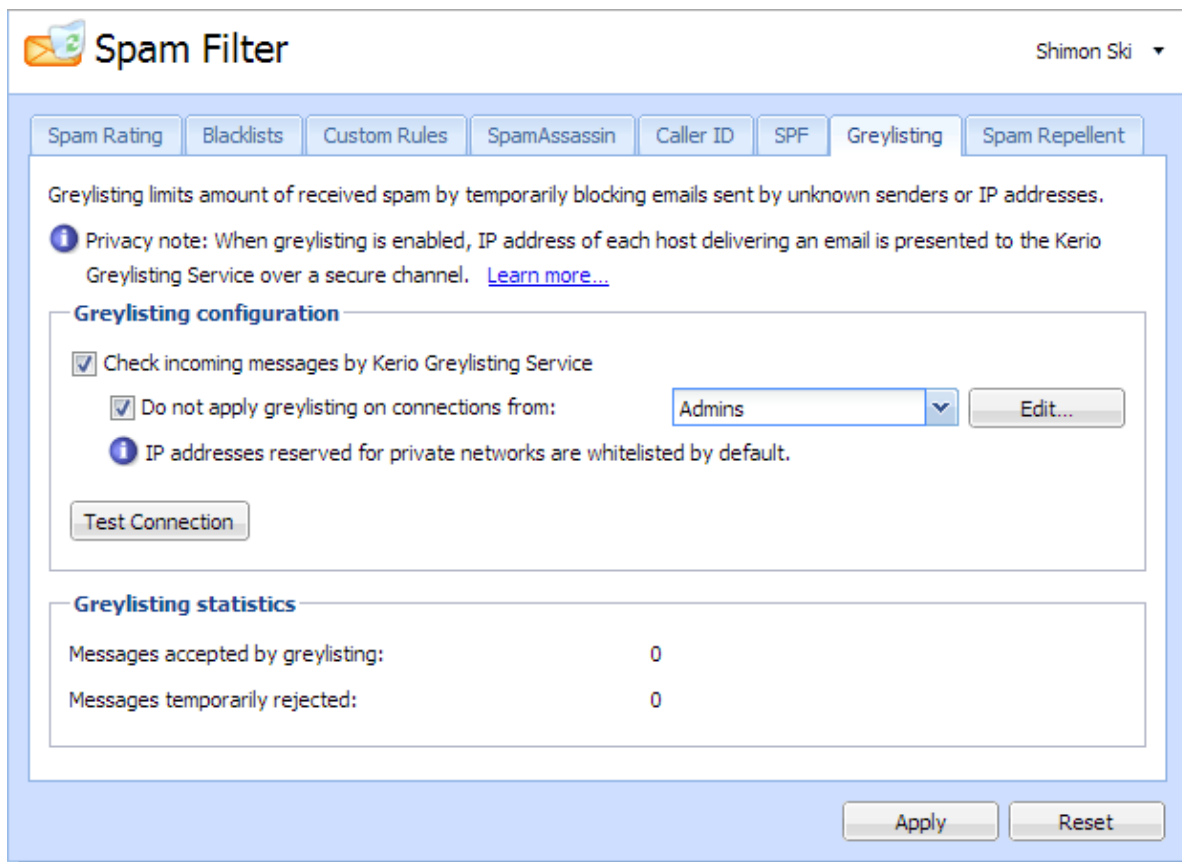 Spam Filter
Shimon Ski
Spam Rating
Blacklists
Custom Rules
SpamAssassin
Caller ID
SPF
Greylisting
Spam Repellent
Greylisting limits amount of received spam by temporarily blocking emails sent by unknown senders or IP addresses.
Privacy note: When greylisting is enabled, IP address of each host delivering an email is presented to the Kerio
Greylisting Service over a secure channel. Learn more...
Greylisting configuration
Check incoming messages by Kerio Greylisting Service
Do not apply greylisting on connections from:
Admins
Edit...
IP addresses reserved for private networks are whitelisted by default.
Test Connection
Greylisting statistics
Messages accepted by greylisting: 0
Messages temporarily rejected: 0
Apply
Reset